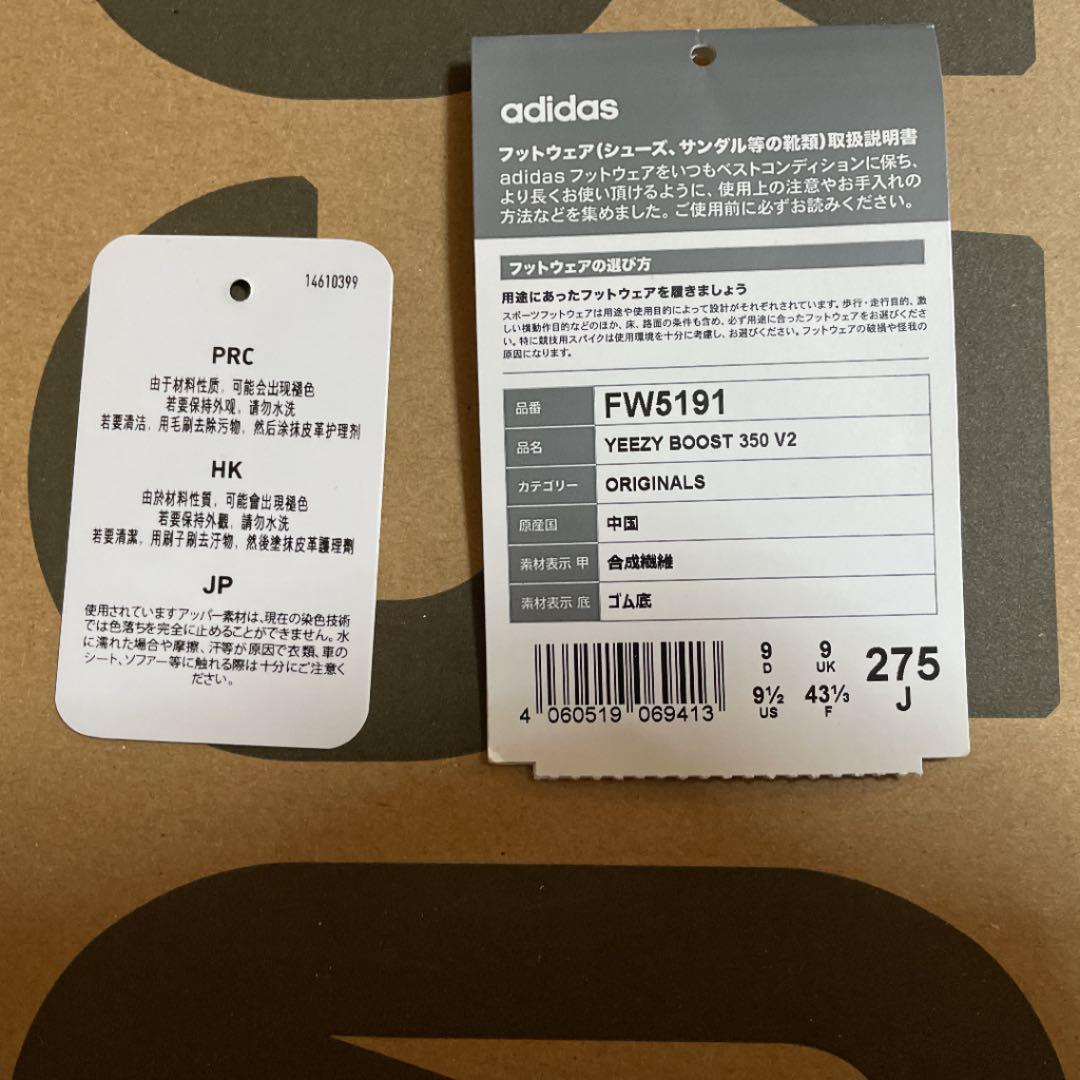 14610399
PRC
由于材料性质，可能会出现褪色
若要保持外观，请勿水洗
若要清洁，用毛刷去除污物，然后涂抹皮革护理剂
HK
由於材料性質，可能會出現褪色
若要保持外觀，請勿水洗
若要清潔，用刷子刷去汙物，然後塗抹皮革護理劑
JP
使用されていますアッパー素材は、現在の染色技術
では色落ちを完全に止めることができません。水
に濡れた場合や摩擦、汗等が原因で衣類、車の
シート、ソファー等に触れる際は十分にご注意く
ださい。
adidas
フットウェア(シューズ、サンダル等の靴類)取扱説明書
adidas フットウェアをいつもベストコンディションに保ち、
より長くお使い頂けるように、使用上の注意やお手入れの
方法などを集めました。ご使用前に必ずお読みください。
フットウェアの選び方
用途にあったフットウェアを履きましょう
スポーツフットウェアは用途や使用目的によって設計がそれぞれされています。歩行・走行目的、激
しい横動作目的などのほか、床、路面の条件も含め、必ず用途に合ったフットウェアをお選びくださ
い。特に競技用スパイクは使用環境を十分に考慮し、お選びください。フットウェアの破損や怪我の
原因になります。
品番 FW5191
品名 YEEZY BOOST 350 V2
カテゴリー ORIGINALS
原産国 中国
素材表示 甲 合成繊維
素材表示 底 ゴム底
4 060519 069413
9 D 9 UK
9½ US 43⅓ F
275 J